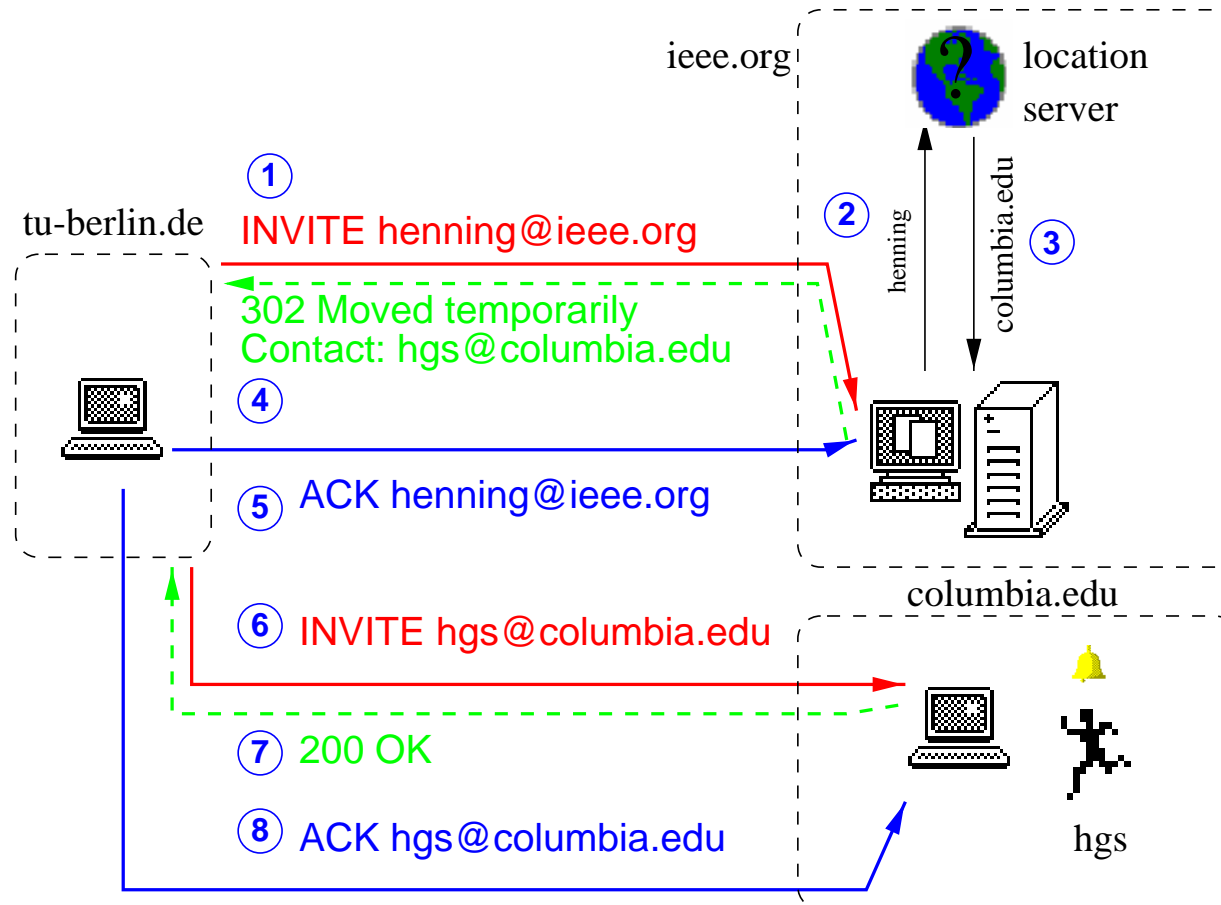 ieee.org
location
server
?
1
tu-berlin.de
INVITE henning@ieee.org
2
henning
columbia.edu
3
302 Moved temporarily
Contact: hgs@columbia.edu
4
5
ACK henning@ieee.org
columbia.edu
6
INVITE hgs@columbia.edu
7
200 OK
8
ACK hgs@columbia.edu
hgs